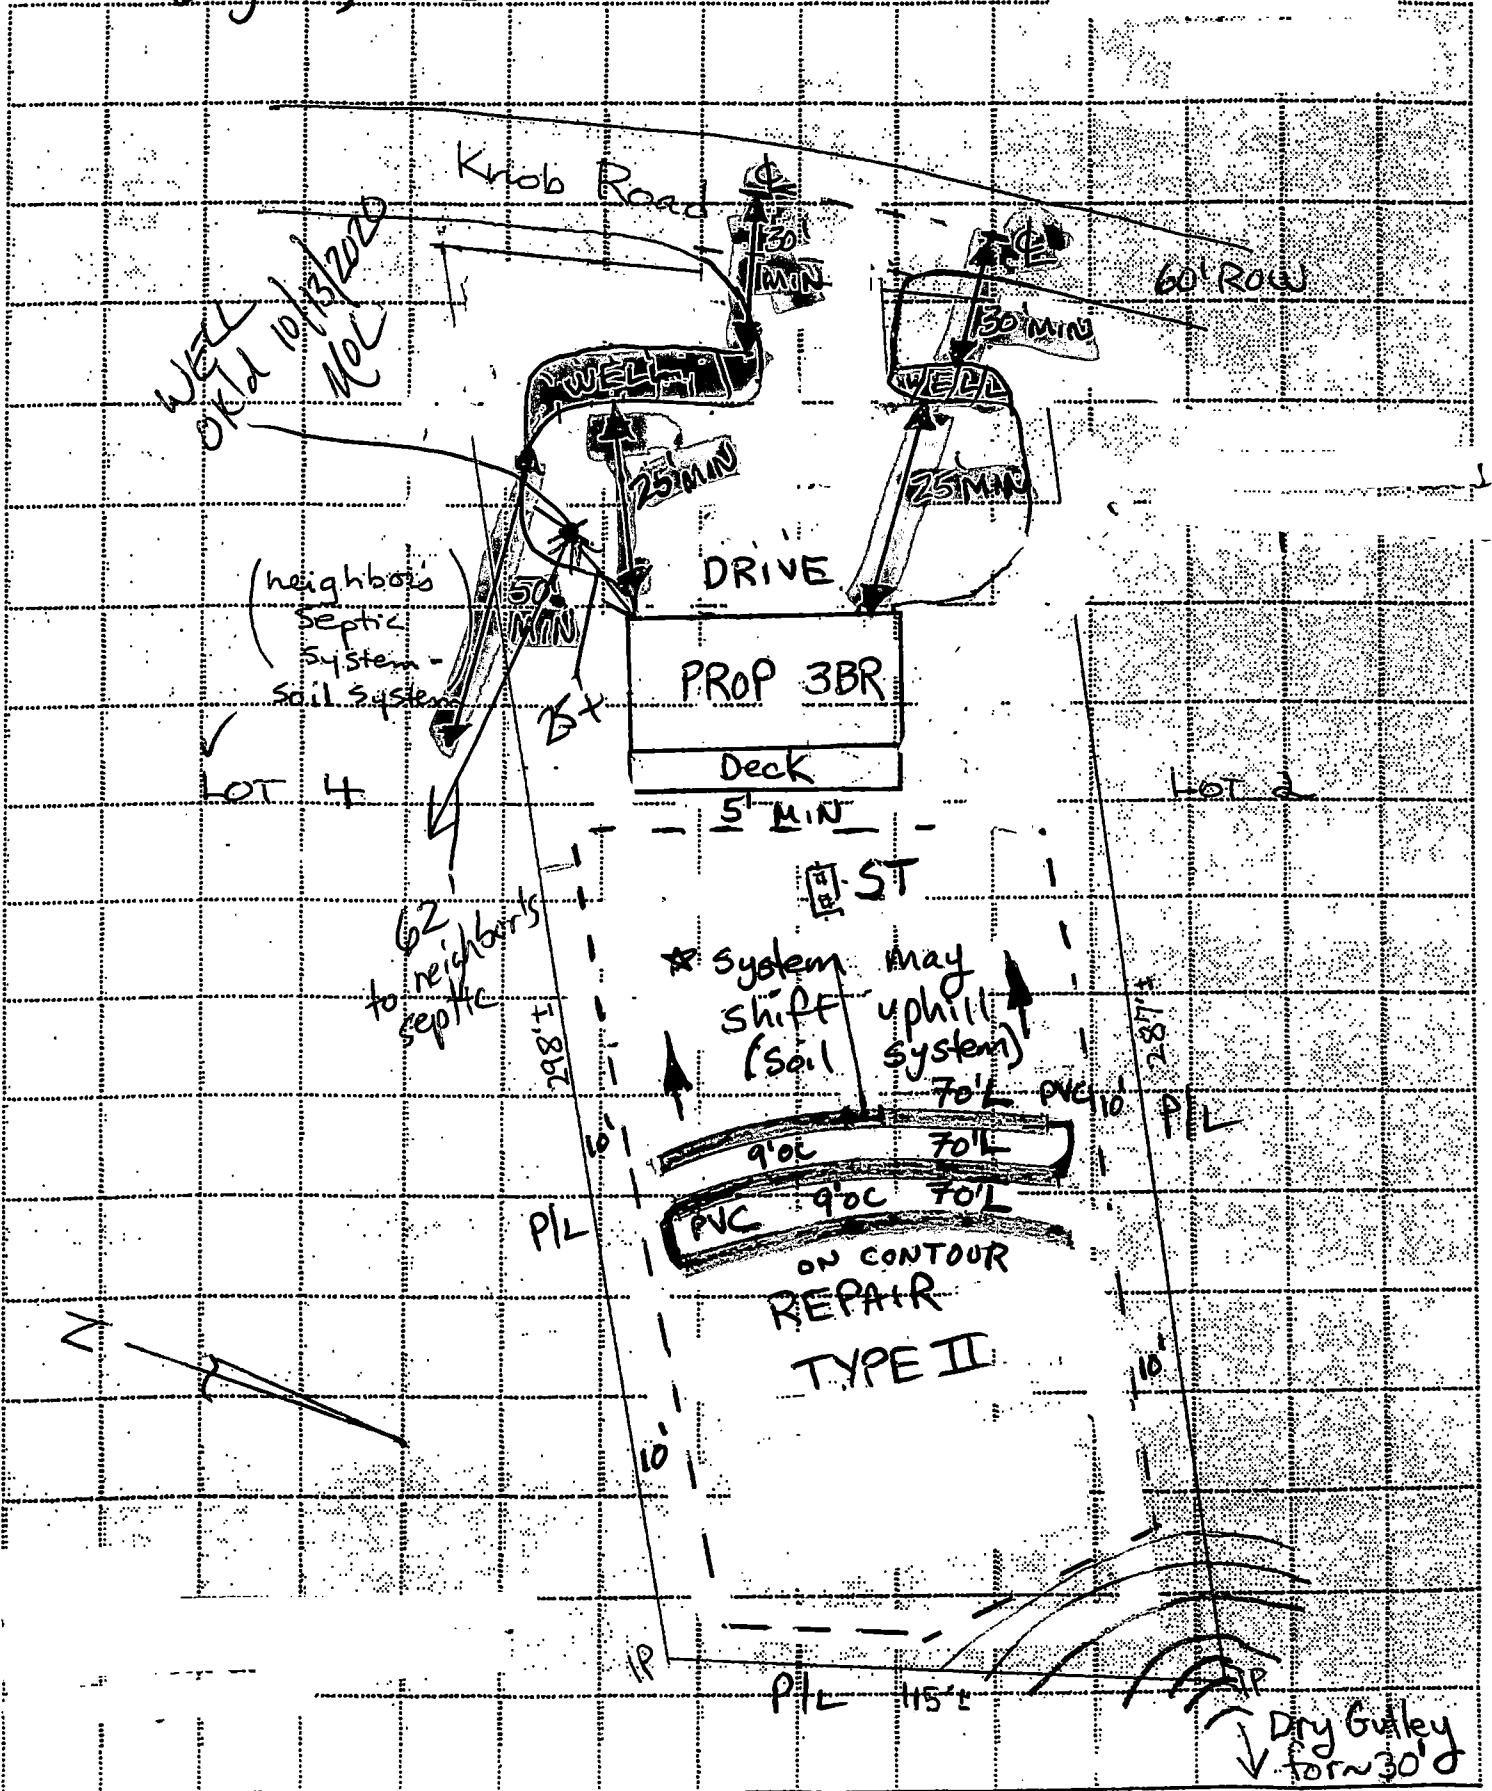 Knob Road
℄
30'
MIN
℄
60' ROW
30' MIN
WELL
OK'd 10/13/2020
MOL
WELL
WELL
25' MIN
25' MIN
DRIVE
(neighbor's
septic
system -
soil system)
50'
MIN
25+
PROP 3BR
Deck
5' MIN
✓
LOT 4
LOT 2
ST
62
to neighbor's
septic
☆ System may
shift uphill
(soil system)
298'±
287'±
70'L PVC 10' P/L
10'
9'OC 70'L
9'OC 70'L
P/L
PVC
ON CONTOUR
REPAIR
TYPE II
N
10'
10'
IP
P/L 115'±
IP
Dry Gulley
for ~30'